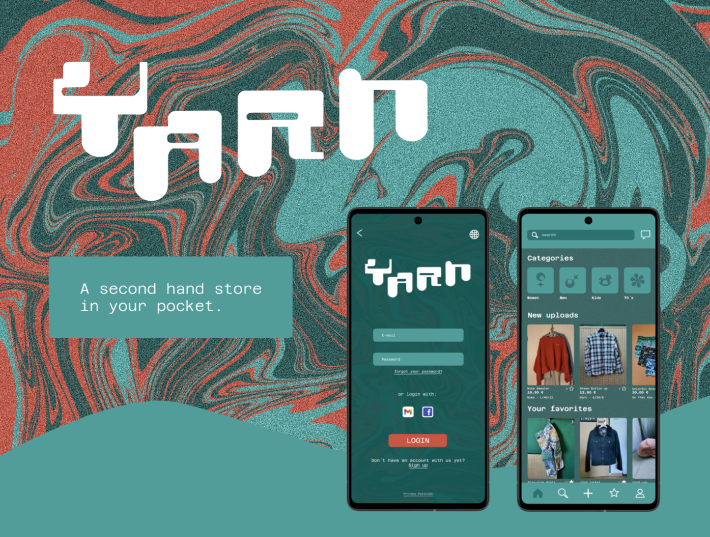 YARN
A second hand store
in your pocket.
YARN
E-mail
Password
Forgot your password?
or login with:
LOGIN
Don't have an account with us yet?
Sign up
search
Categories
Women
Men
Kids
New uploads
Your favorites